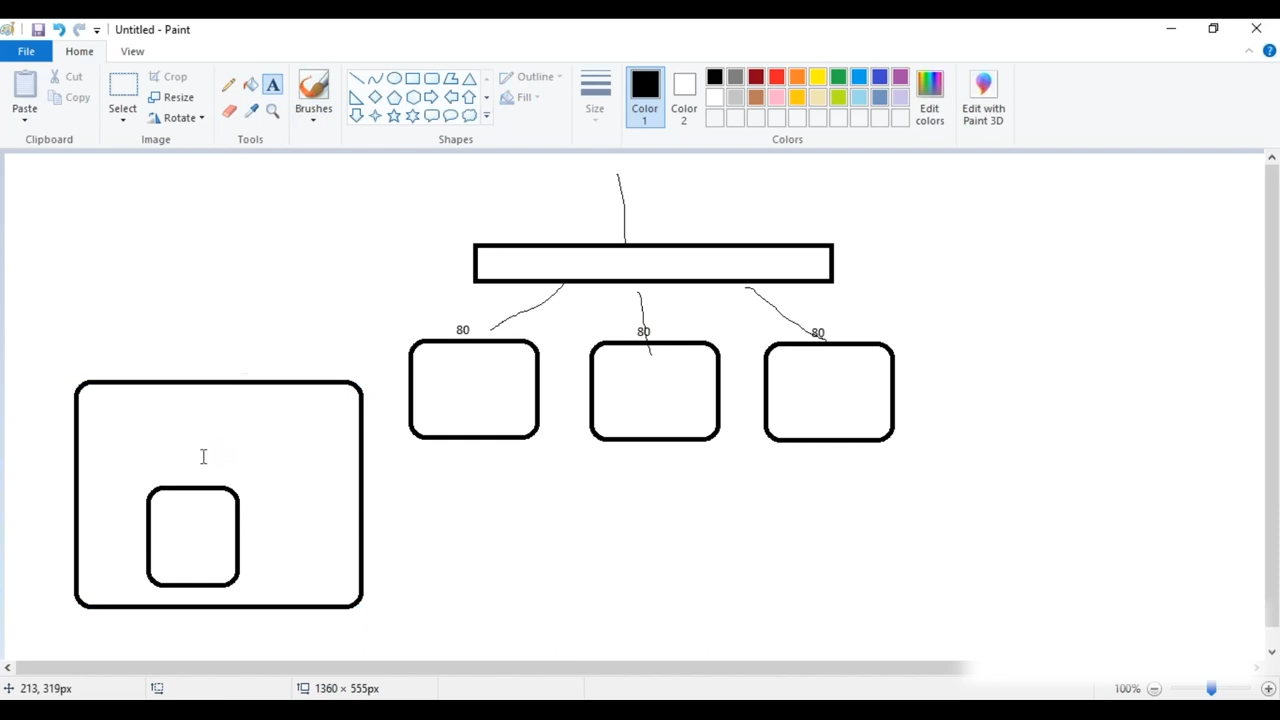 Untitled - Paint
File Home View
Paste
Cut
Copy
Clipboard
Select
Crop
Resize
Rotate
Image
A
Tools
Brushes
Shapes
Outline
Fill
Size
Color 1
Color 2
Edit colors
Colors
Edit with Paint 3D
80 80 80
213, 319px
1360 × 555px
100%